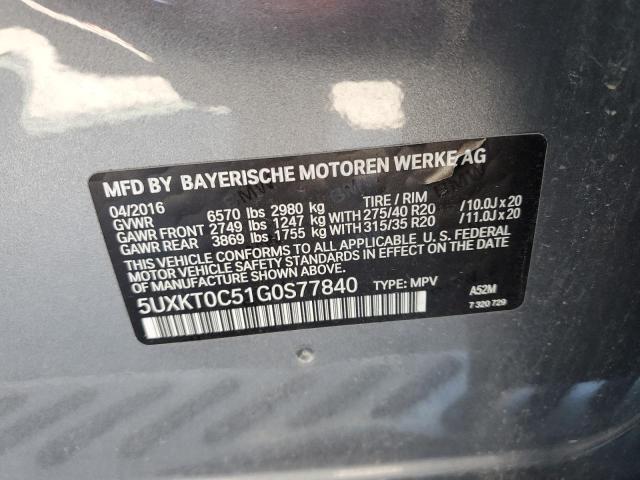 MFD BY BAYERISCHE MOTOREN WERKE AG
04/2016 TIRE / RIM
GVWR 6570 lbs 2980 kg
GAWR FRONT 2749 lbs 1247 kg WITH 275/40 R20 /10.0J x 20
GAWR REAR 3869 lbs 1755 kg WITH 315/35 R20 /11.0J x 20
THIS VEHICLE CONFORMS TO ALL APPLICABLE U.S. FEDERAL
MOTOR VEHICLE SAFETY STANDARDS IN EFFECT ON THE DATE
OF MANUFACTURE SHOWN ABOVE.
5UXKT0C51G0S77840 TYPE: MPV A52M
7 320 729